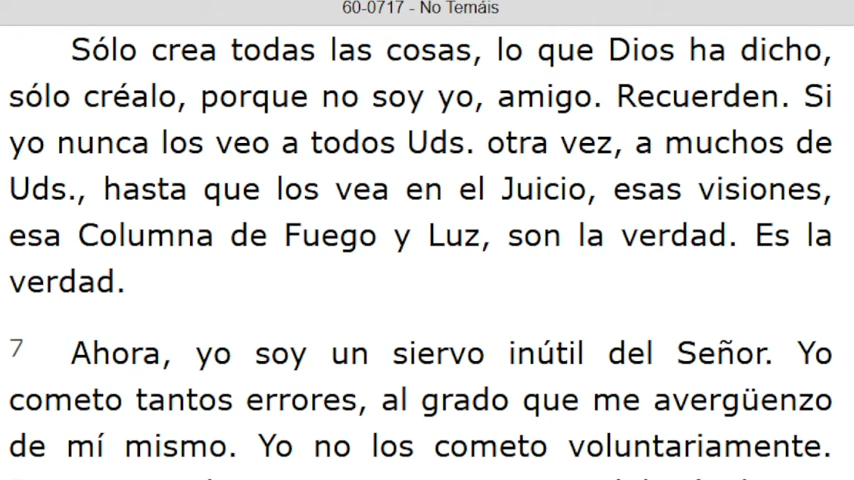 60-0717 - No Temáis
Sólo crea todas las cosas, lo que Dios ha dicho,
sólo créalo, porque no soy yo, amigo. Recuerden. Si
yo nunca los veo a todos Uds. otra vez, a muchos de
Uds., hasta que los vea en el Juicio, esas visiones,
esa Columna de Fuego y Luz, son la verdad. Es la
verdad.
7 Ahora, yo soy un siervo inútil del Señor. Yo
cometo tantos errores, al grado que me avergüenzo
de mí mismo. Yo no los cometo voluntariamente.